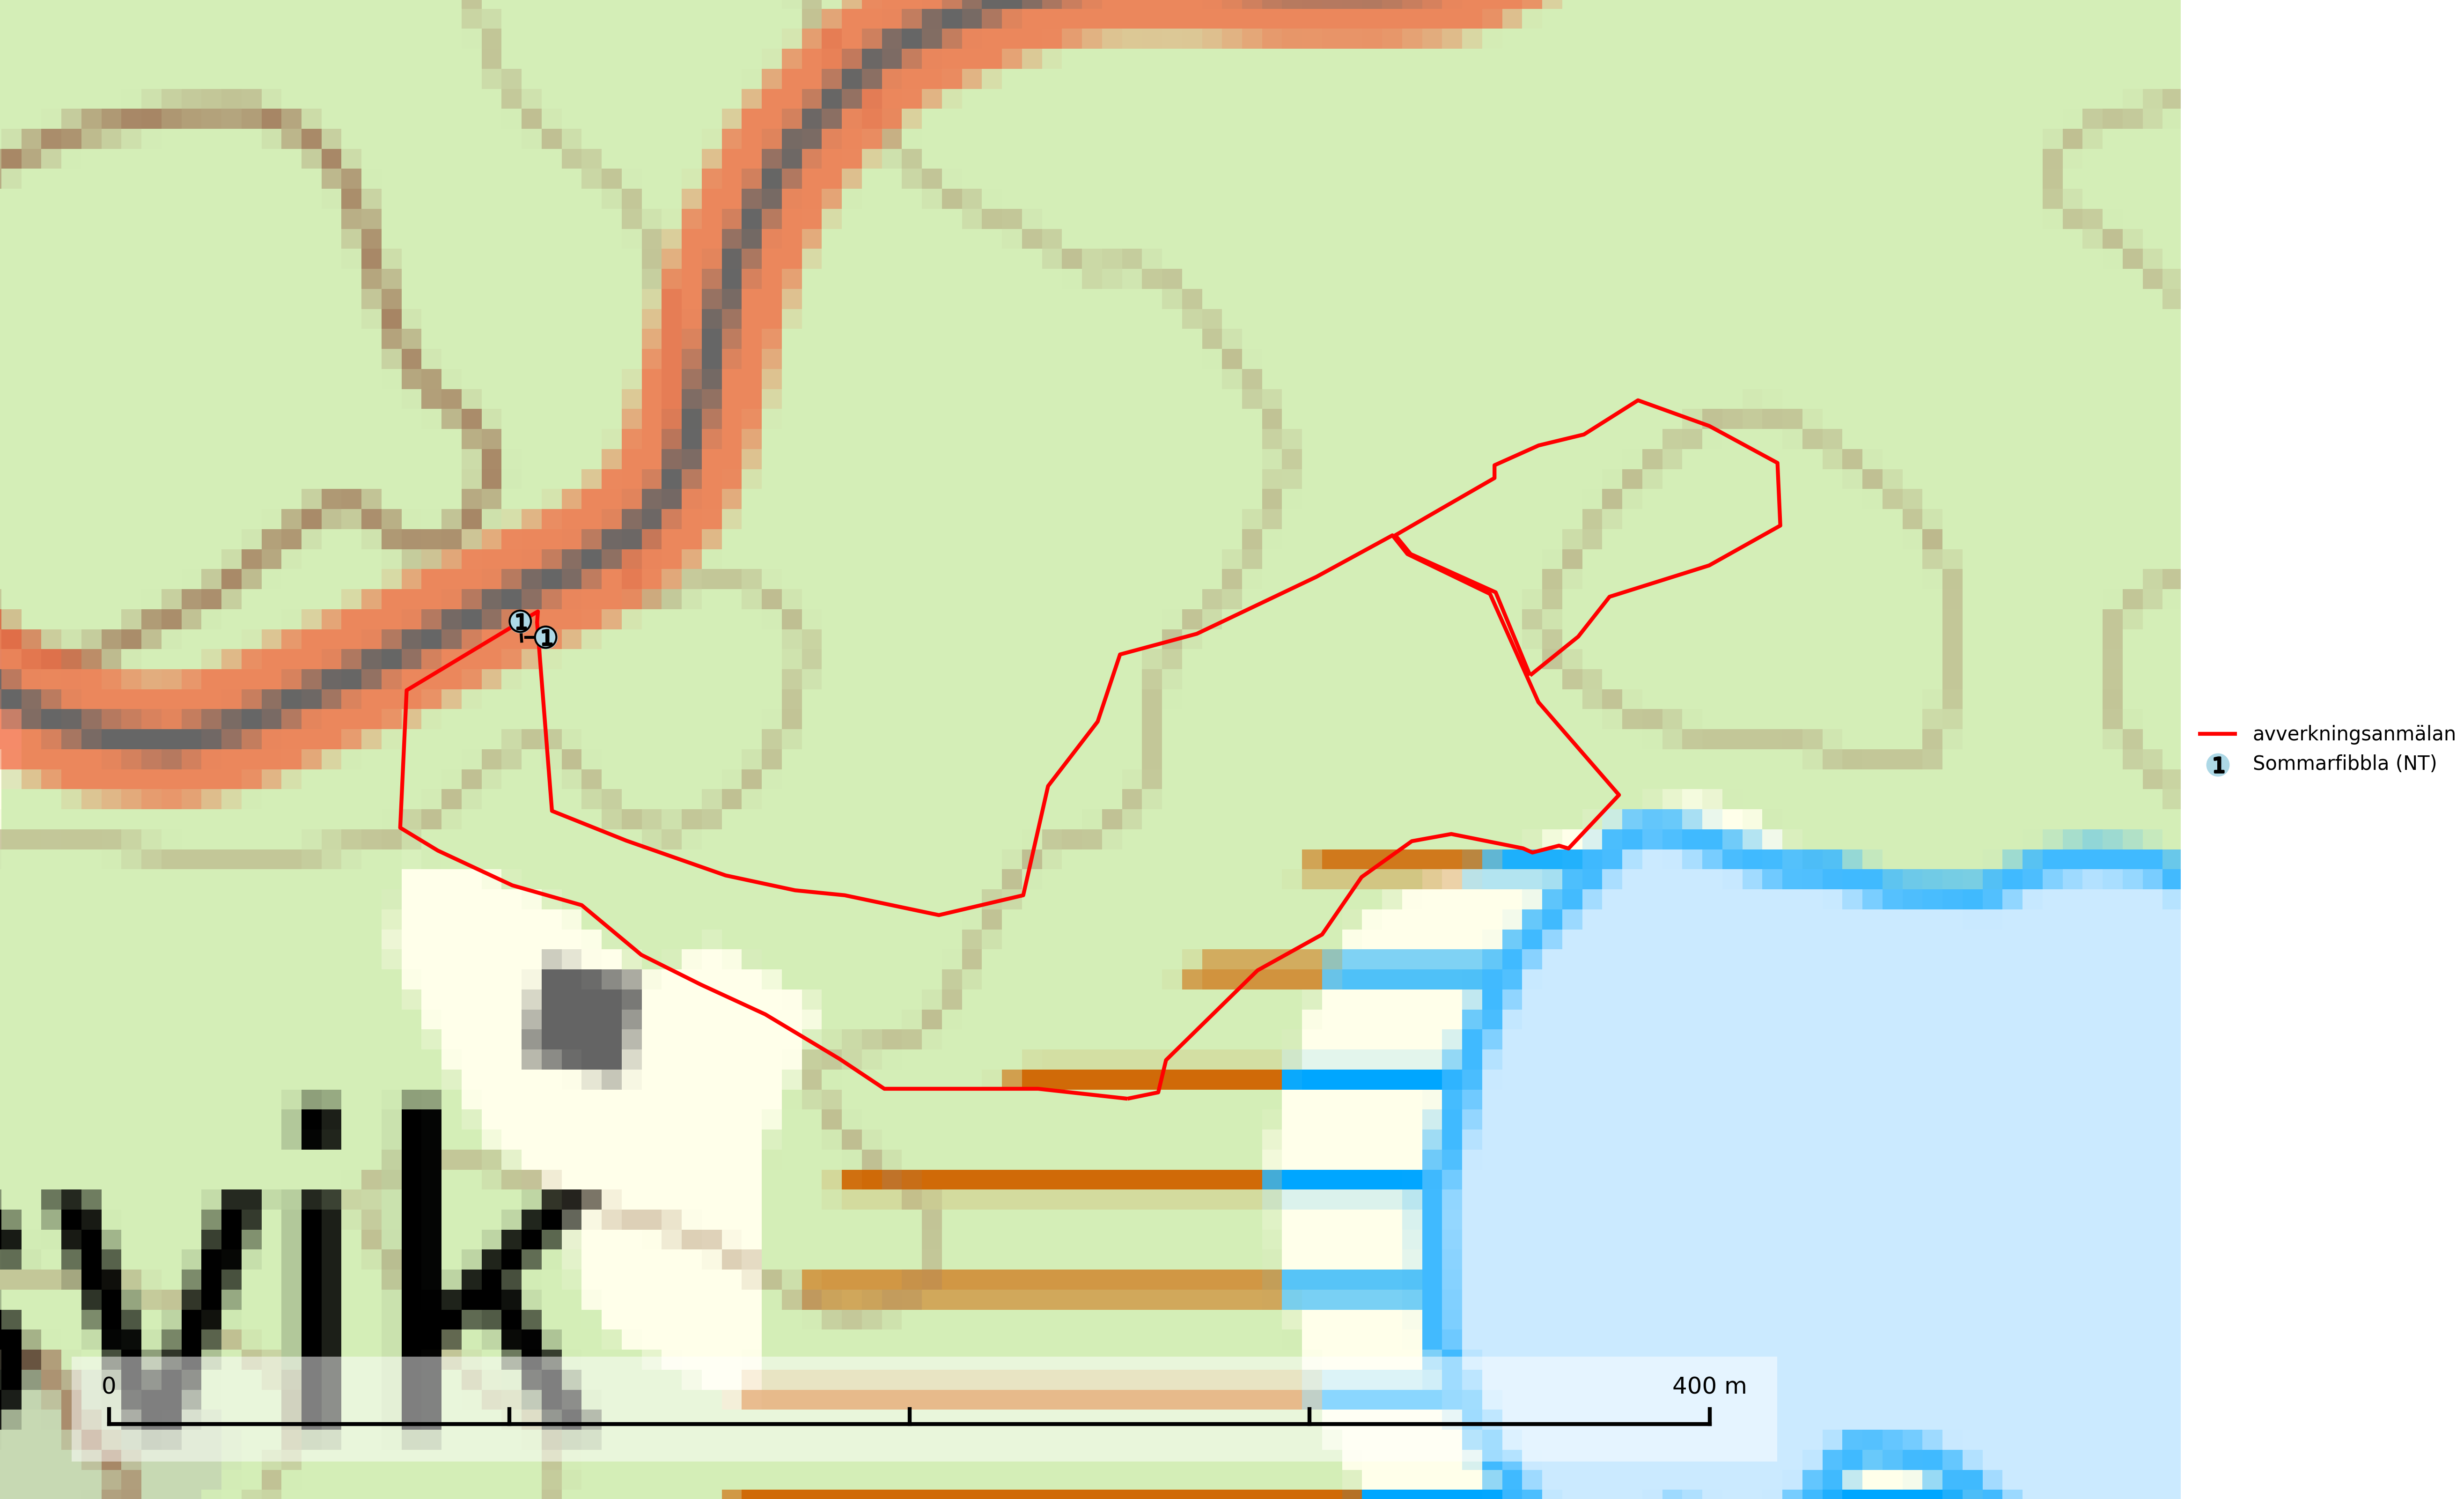 1
1
vik
0
400 m
avverkningsanmälan
1 Sommarfibbla (NT)